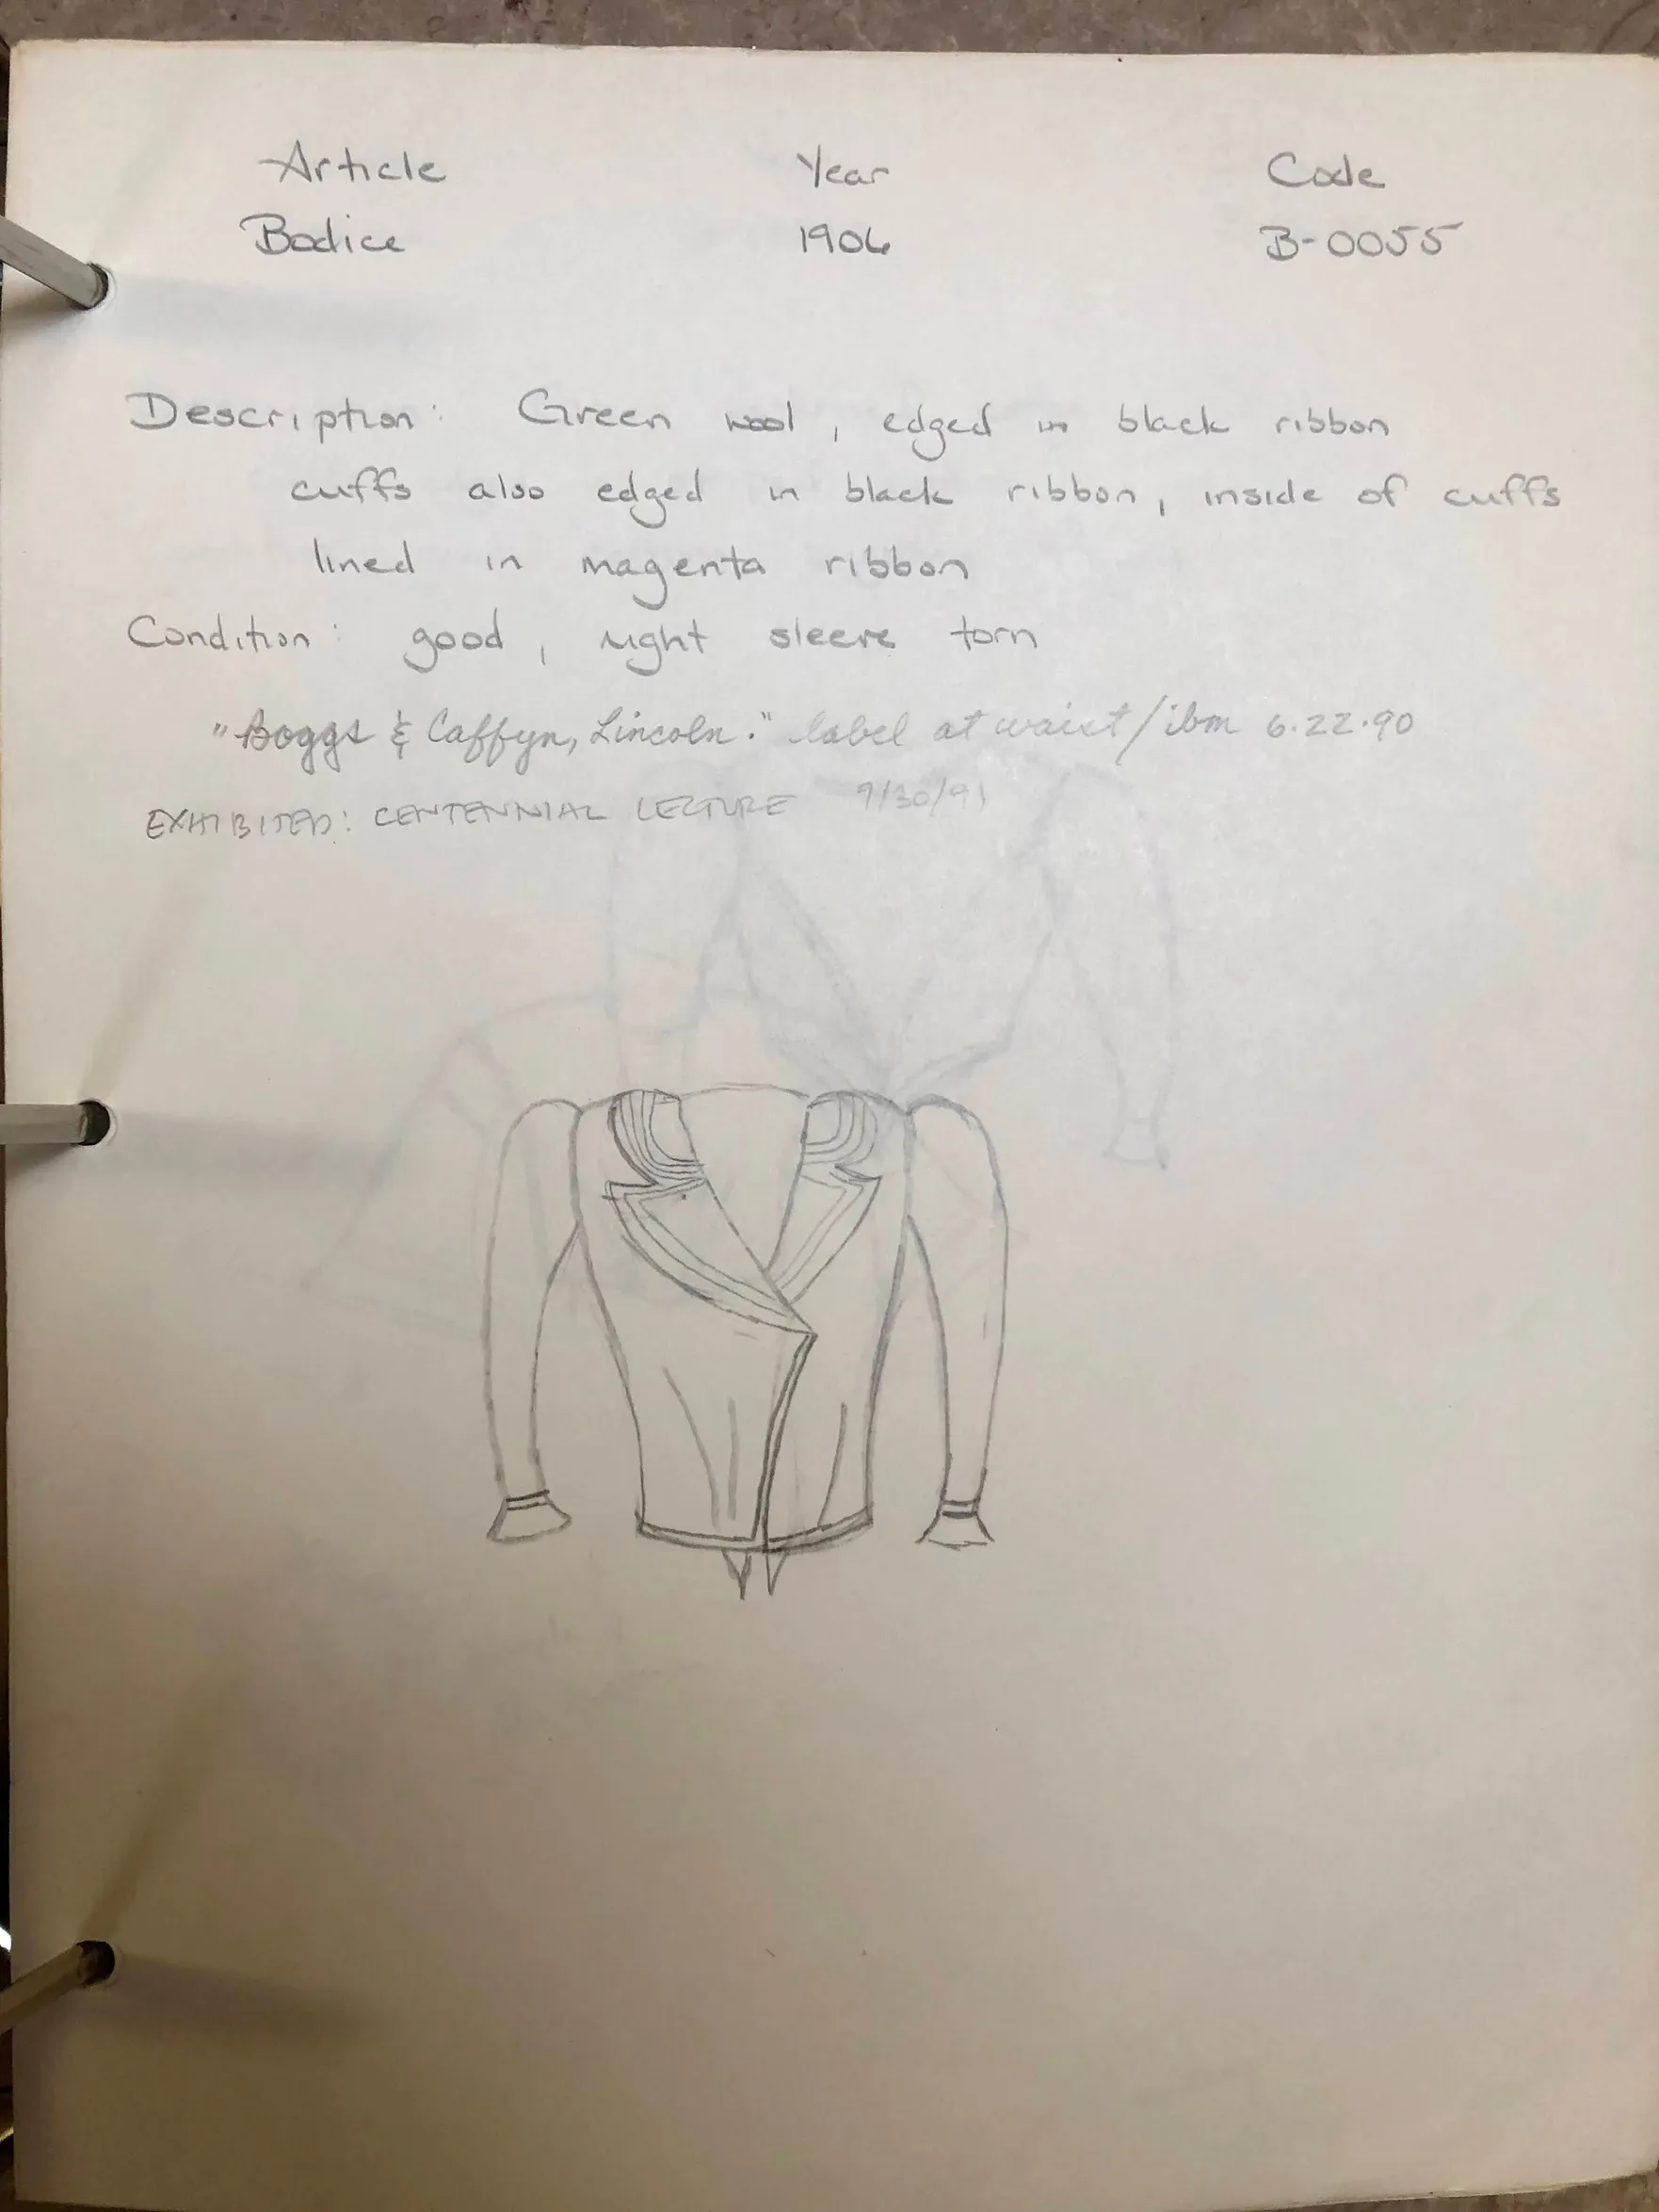 Article Year Code
Bodice 1906 B-0055
Description: Green wool, edged in black ribbon
cuffs also edged in black ribbon, inside of cuffs
lined in magenta ribbon
Condition: good, right sleeve torn
"Boggs & Caffyn, Lincoln." label at waist/ibm 6.22.90
EXHIBITED: CENTENNIAL LECTURE 9/30/91